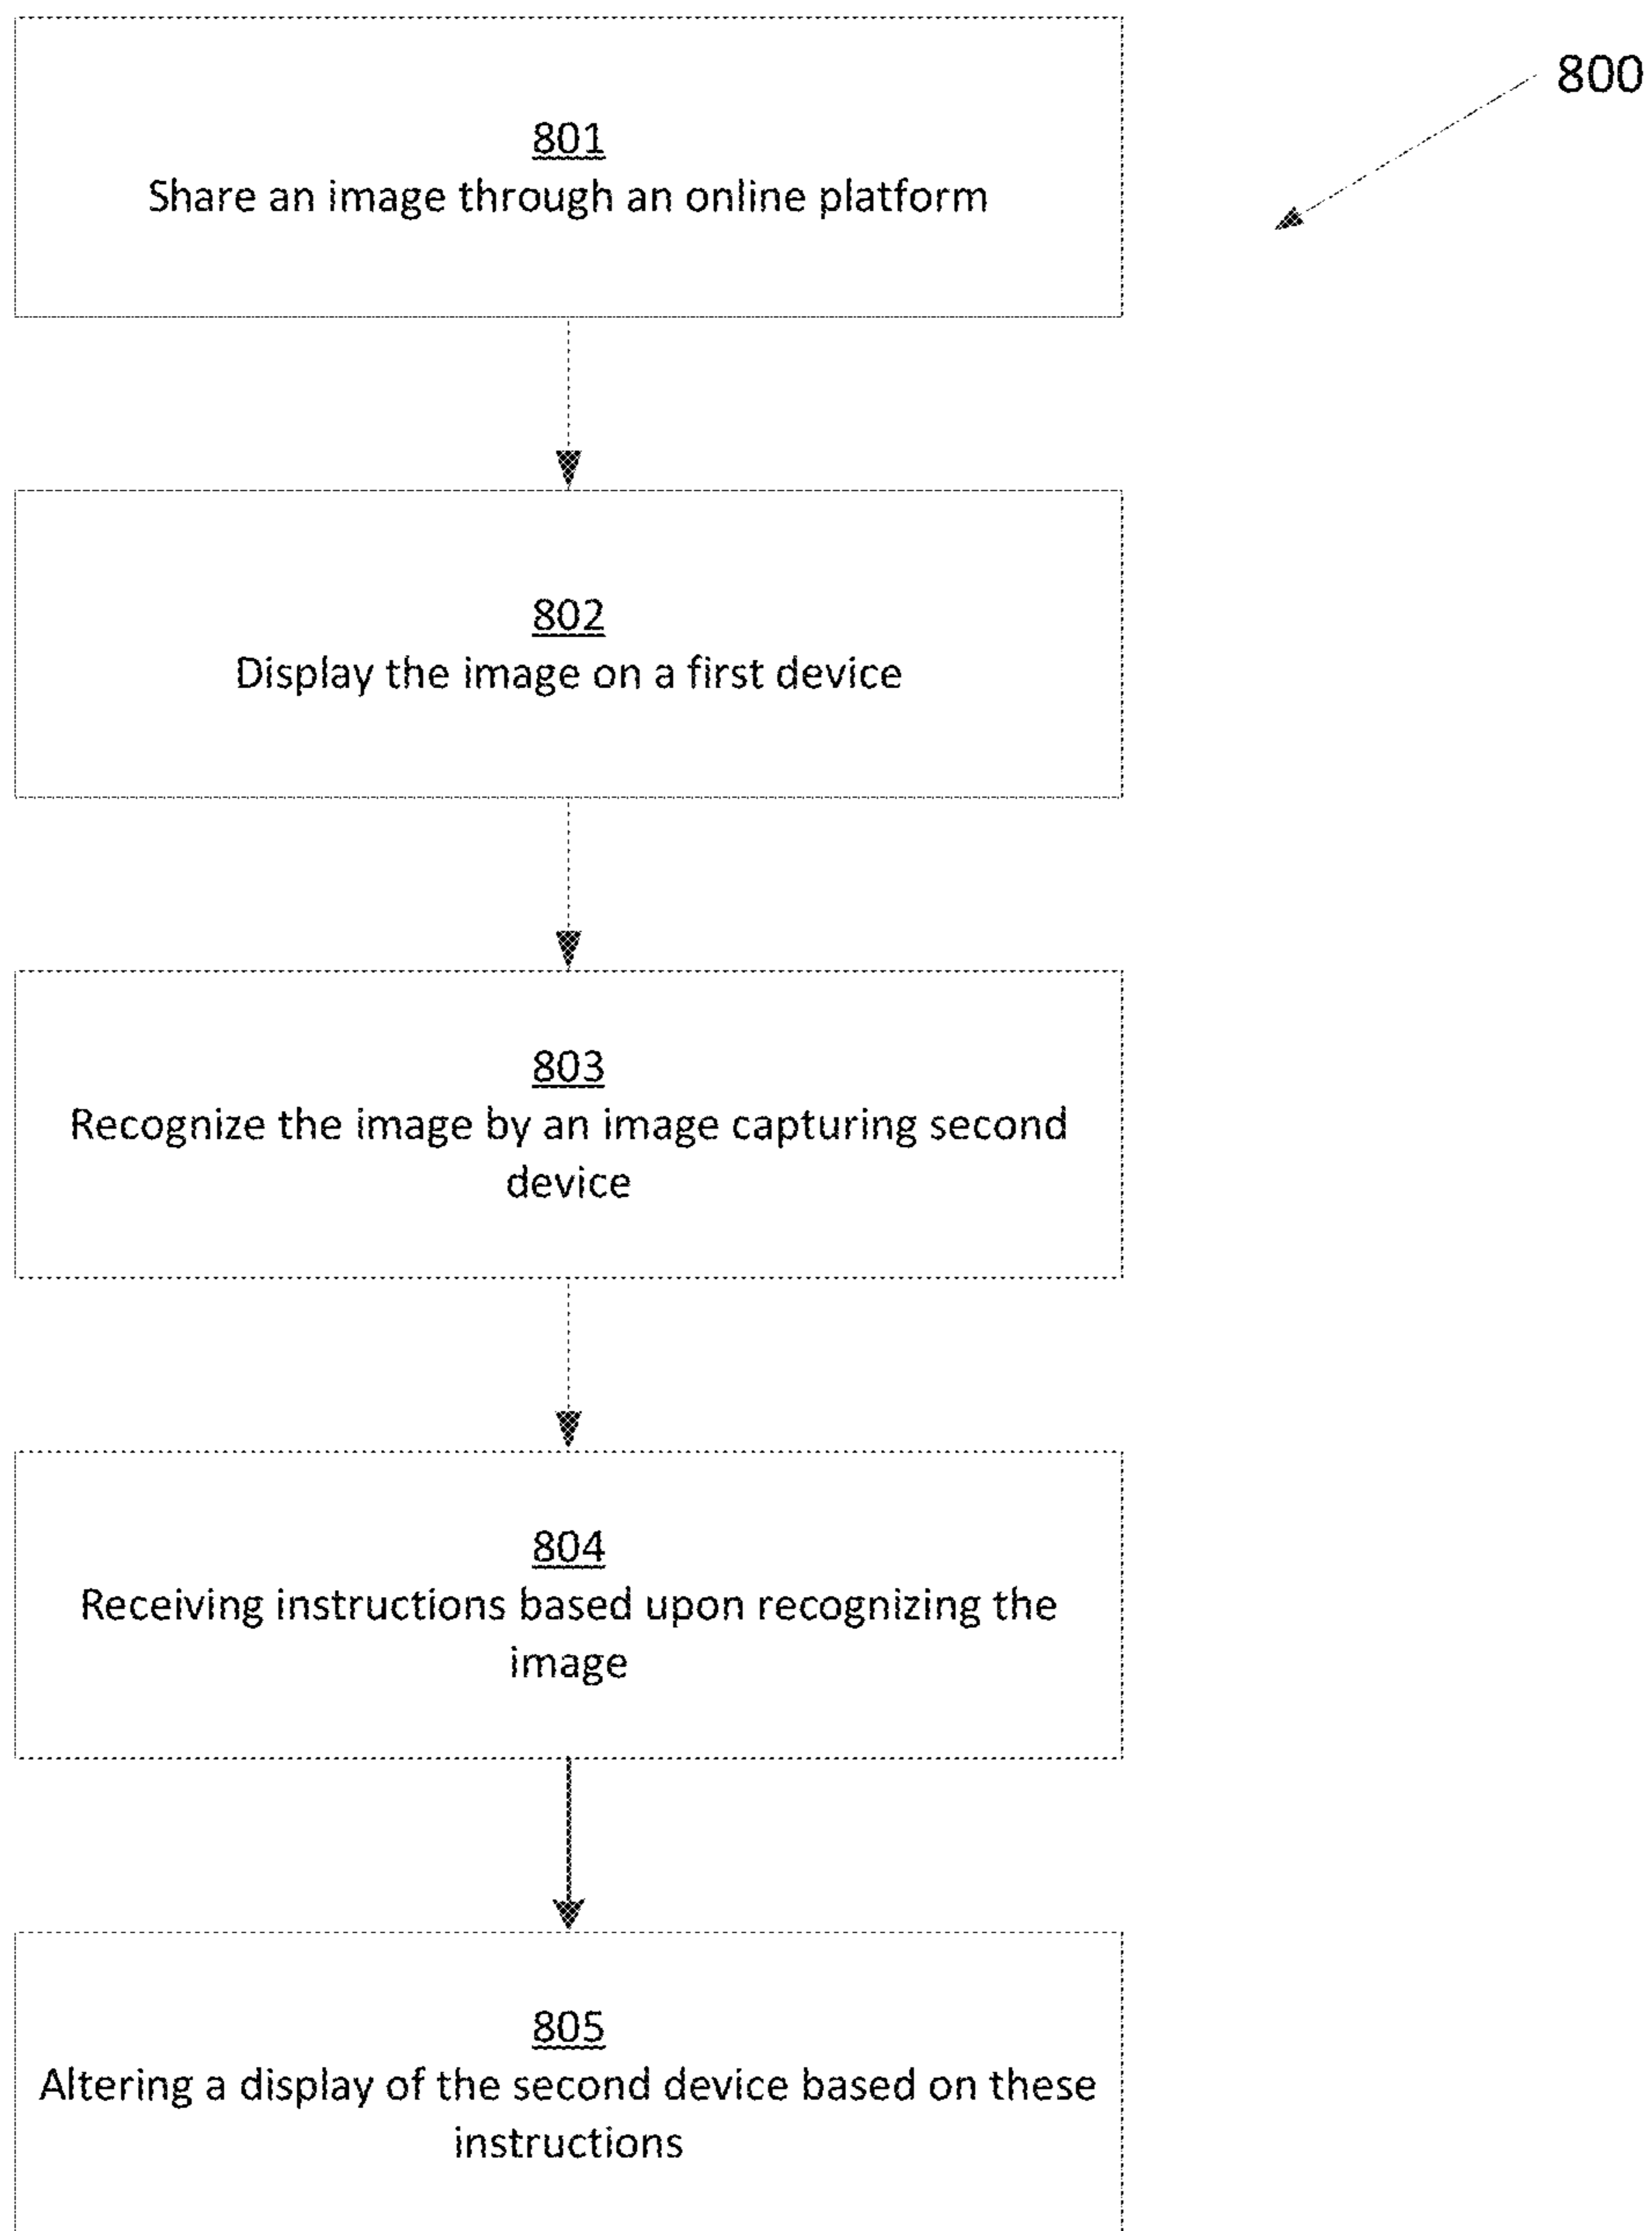 800
801
Share an image through an online platform
802
Display the image on a first device
803
Recognize the image by an image capturing second
device
804
Receiving instructions based upon recognizing the
image
805
Altering a display of the second device based on these
instructions